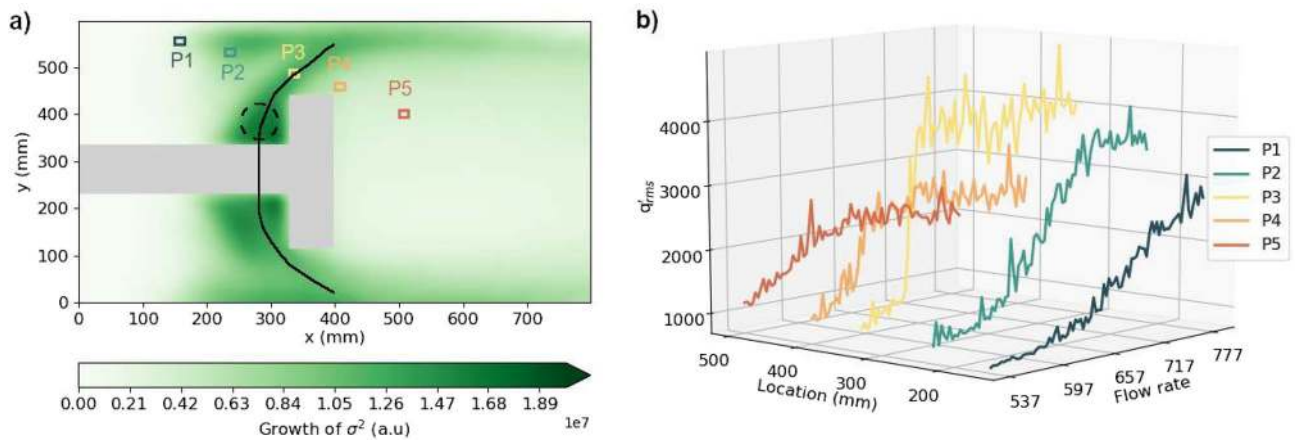 a)
P1
P2
P3
P4
P5
500
400
300
200
100
0
y (mm)
0 100 200 300 400 500 600 700
x (mm)
0.00 0.21 0.42 0.63 0.84 1.05 1.26 1.47 1.68 1.89
1e7
Growth of σ² (a.u)
b)
4000
3000
2000
1000
q′rms
500
400
300
200
Location (mm)
537
597
657
717
777
Flow rate
P1
P2
P3
P4
P5